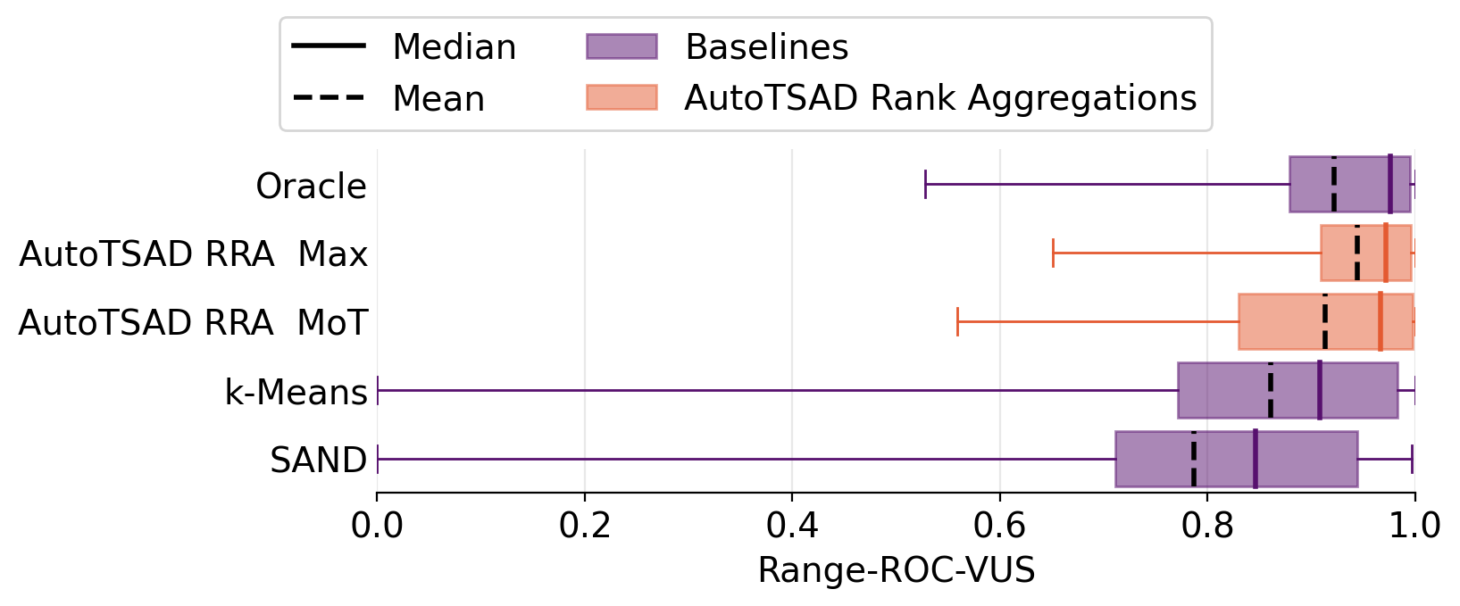 Median
Mean
Baselines
AutoTSAD Rank Aggregations
Oracle
AutoTSAD RRA  Max
AutoTSAD RRA  MoT
k-Means
SAND
0.0 0.2 0.4 0.6 0.8 1.0
Range-ROC-VUS